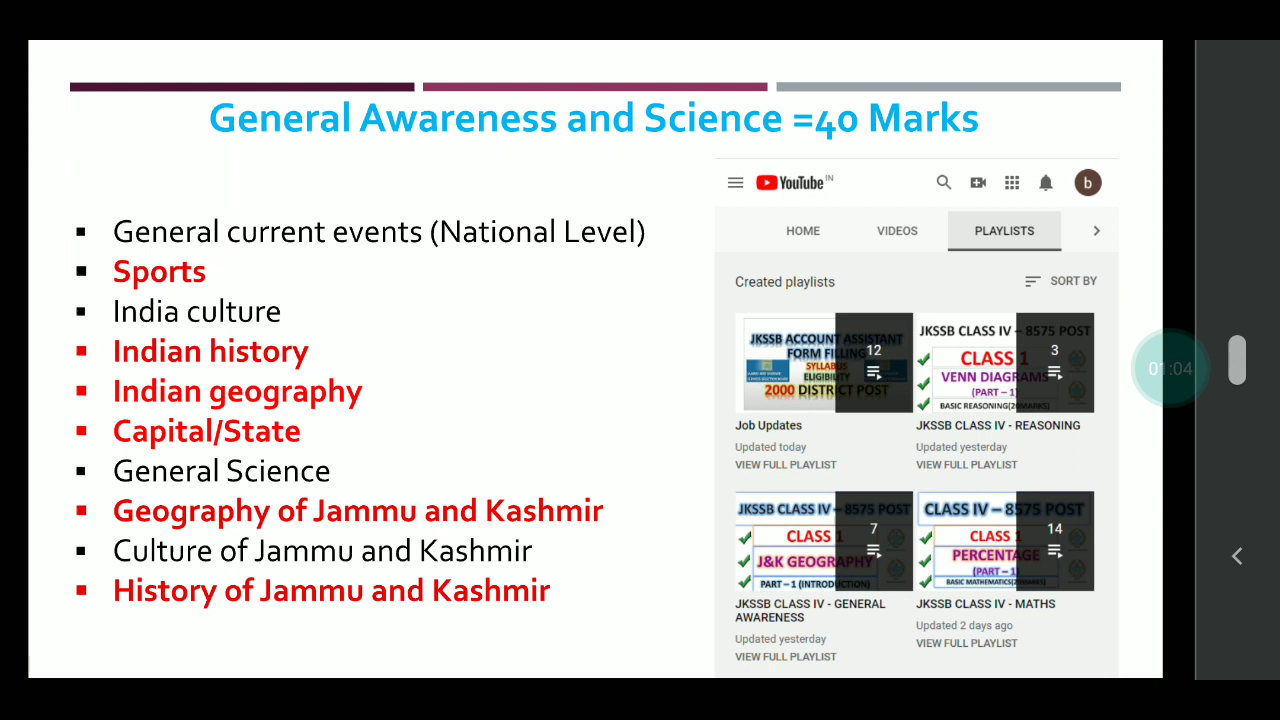 General Awareness and Science =40 Marks
▪ General current events (National Level)
▪ Sports
▪ India culture
▪ Indian history
▪ Indian geography
▪ Capital/State
▪ General Science
▪ Geography of Jammu and Kashmir
▪ Culture of Jammu and Kashmir
▪ History of Jammu and Kashmir
YouTube IN
b
HOME VIDEOS PLAYLISTS
Created playlists
SORT BY
JKSSB ACCOUNT ASSISTANT
FORM FILLING
SYLLABUS
ELIGIBILITY
2000 DISTRICT POST
12
Job Updates
Updated today
VIEW FULL PLAYLIST
JKSSB CLASS IV – 8575 POST
CLASS 1
VENN DIAGRAMS
(PART – 1)
BASIC REASONING(20MARKS)
3
JKSSB CLASS IV - REASONING
Updated yesterday
VIEW FULL PLAYLIST
JKSSB CLASS IV – 8575 POST
CLASS 1
J&K GEOGRAPHY
PART – 1 (INTRODUCTION)
7
JKSSB CLASS IV - GENERAL
AWARENESS
Updated yesterday
VIEW FULL PLAYLIST
CLASS IV – 8575 POST
CLASS 1
PERCENTAGE
(PART – 1)
BASIC MATHEMATICS(20MARKS)
14
JKSSB CLASS IV - MATHS
Updated 2 days ago
VIEW FULL PLAYLIST
01:04